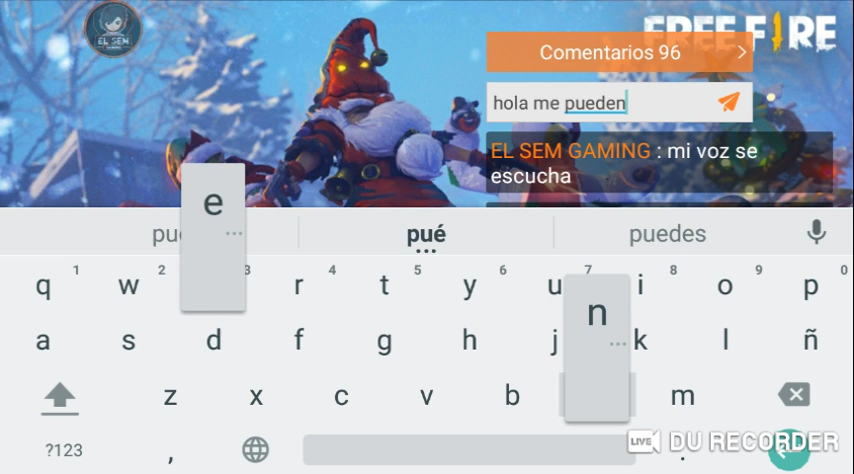 EL SEM
FREE FIRE
Comentarios 96
hola me pueden
EL SEM GAMING : mi voz se
escucha
pué
puedes
e
n
1 2 3 4 5 6 7 8 9 0
q w r t y u i o p
a s d f g h j k l ñ
z x c v b m
?123 , .
LIVE DU RECORDER